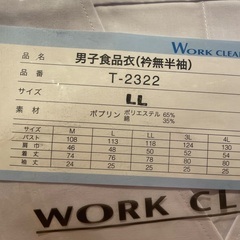 WORK CLEA
品名 男子食品衣(衿無半袖)
品番 T-2322
サイズ LL
素材 ポプリン ポリエステル 65%
綿 35%
サイズ M L LL 3L 4L
バスト 108 113 118 124 130
肩巾 46 48 50 52 54
着丈 74 76 78 80 80
袖丈 24 25 25 25 25
WORK CL